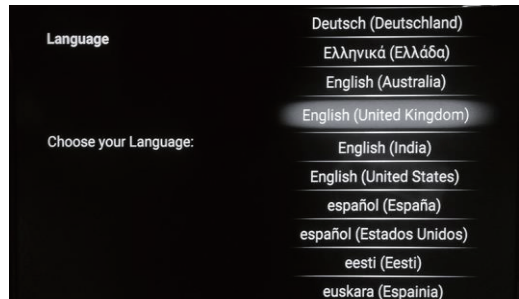 Language
Choose your Language:
Deutsch (Deutschland)
Ελληνικά (Ελλάδα)
English (Australia)
English (United Kingdom)
English (India)
English (United States)
español (España)
español (Estados Unidos)
eesti (Eesti)
euskara (Espainia)